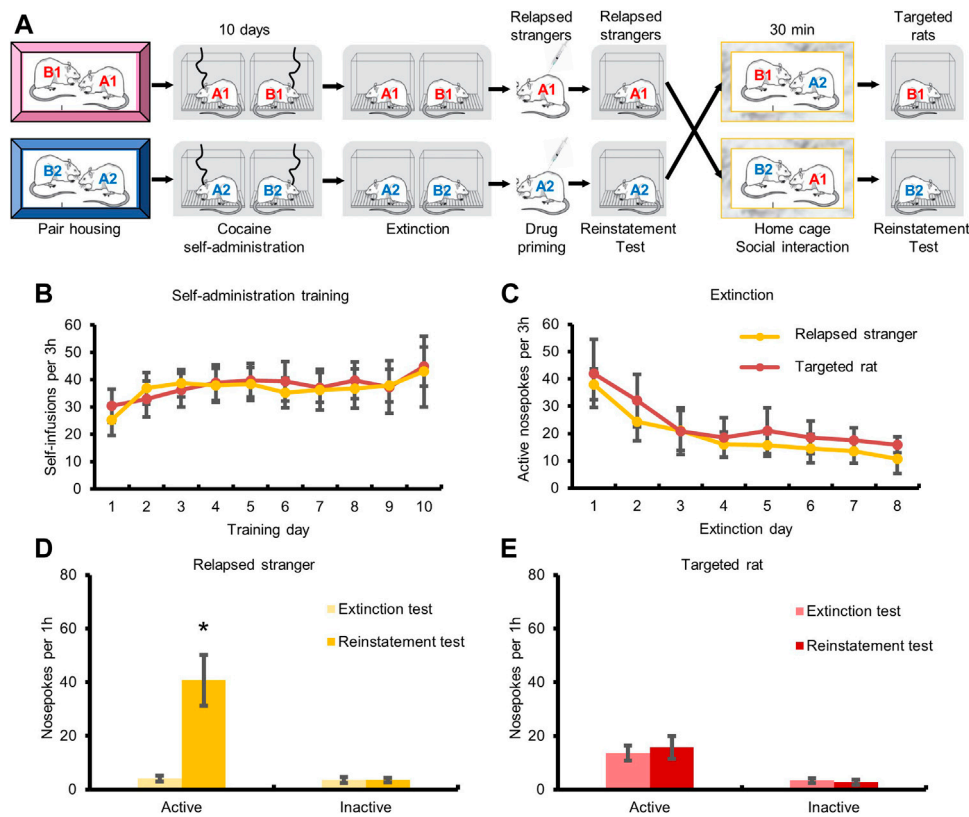 A
10 days
Relapsed
strangers
Relapsed
strangers
30 min
Targeted
rats
B1
A1
A1
B1
A1
B1
A1
A1
B1
A2
B1
B2
A2
A2
B2
A2
B2
A2
A2
B2
A1
B2
Pair housing
Cocaine
self-administration
Extinction
Drug
priming
Reinstatement
Test
Home cage
Social interaction
Reinstatement
Test
B
Self-administration training
Self-infusions per 3h
60
50
40
30
20
10
0
1 2 3 4 5 6 7 8 9 10
Training day
C
Extinction
Active nosepokes per 3h
60
50
40
30
20
10
0
1 2 3 4 5 6 7 8
Extinction day
Relapsed stranger
Targeted rat
D
Relapsed stranger
Nosepokes per 1h
80
60
40
20
0
*
Extinction test
Reinstatement test
Active Inactive
E
Targeted rat
Nosepokes per 1h
80
60
40
20
0
Extinction test
Reinstatement test
Active Inactive